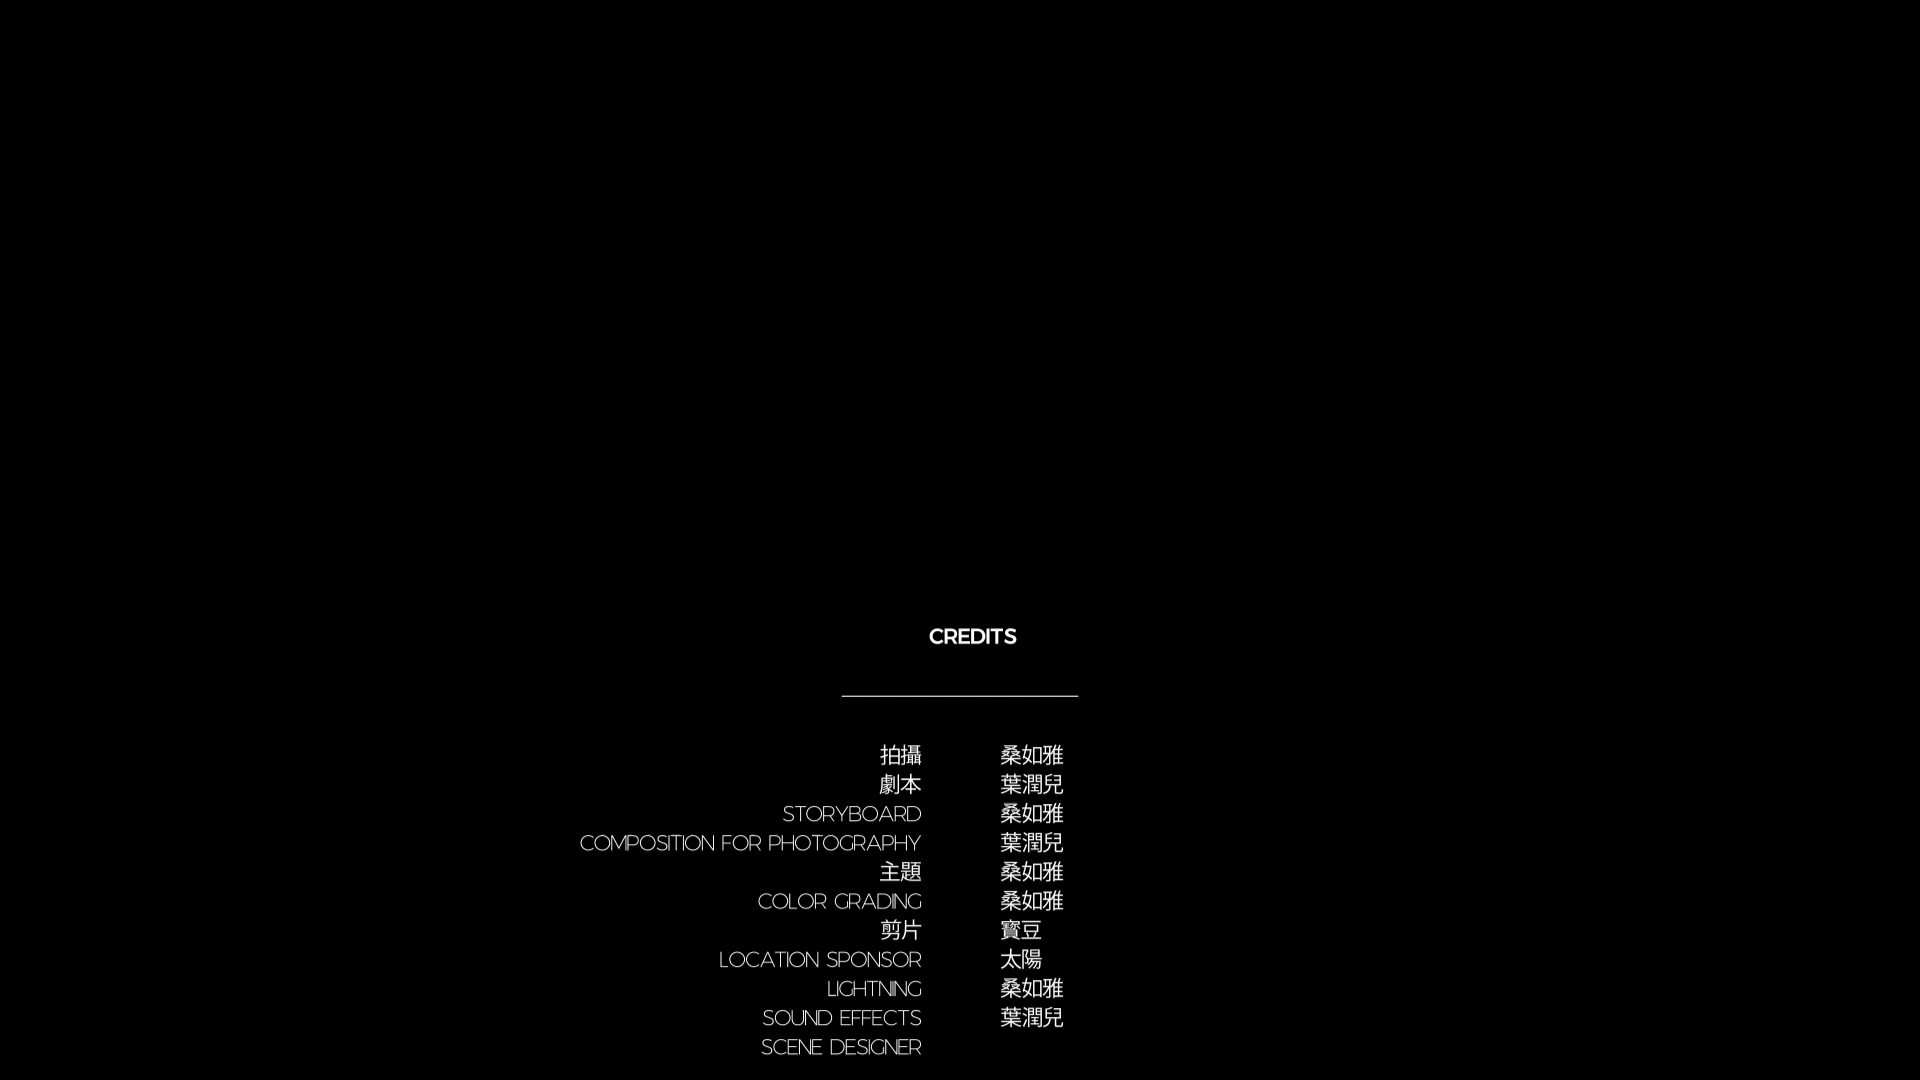 CREDITS
拍攝 桑如雅
劇本 葉潤兒
STORYBOARD 桑如雅
COMPOSITION FOR PHOTOGRAPHY 葉潤兒
主題 桑如雅
COLOR GRADING 桑如雅
剪片 寳豆
LOCATION SPONSOR 太陽
LIGHTNING 桑如雅
SOUND EFFECTS 葉潤兒
SCENE DESIGNER